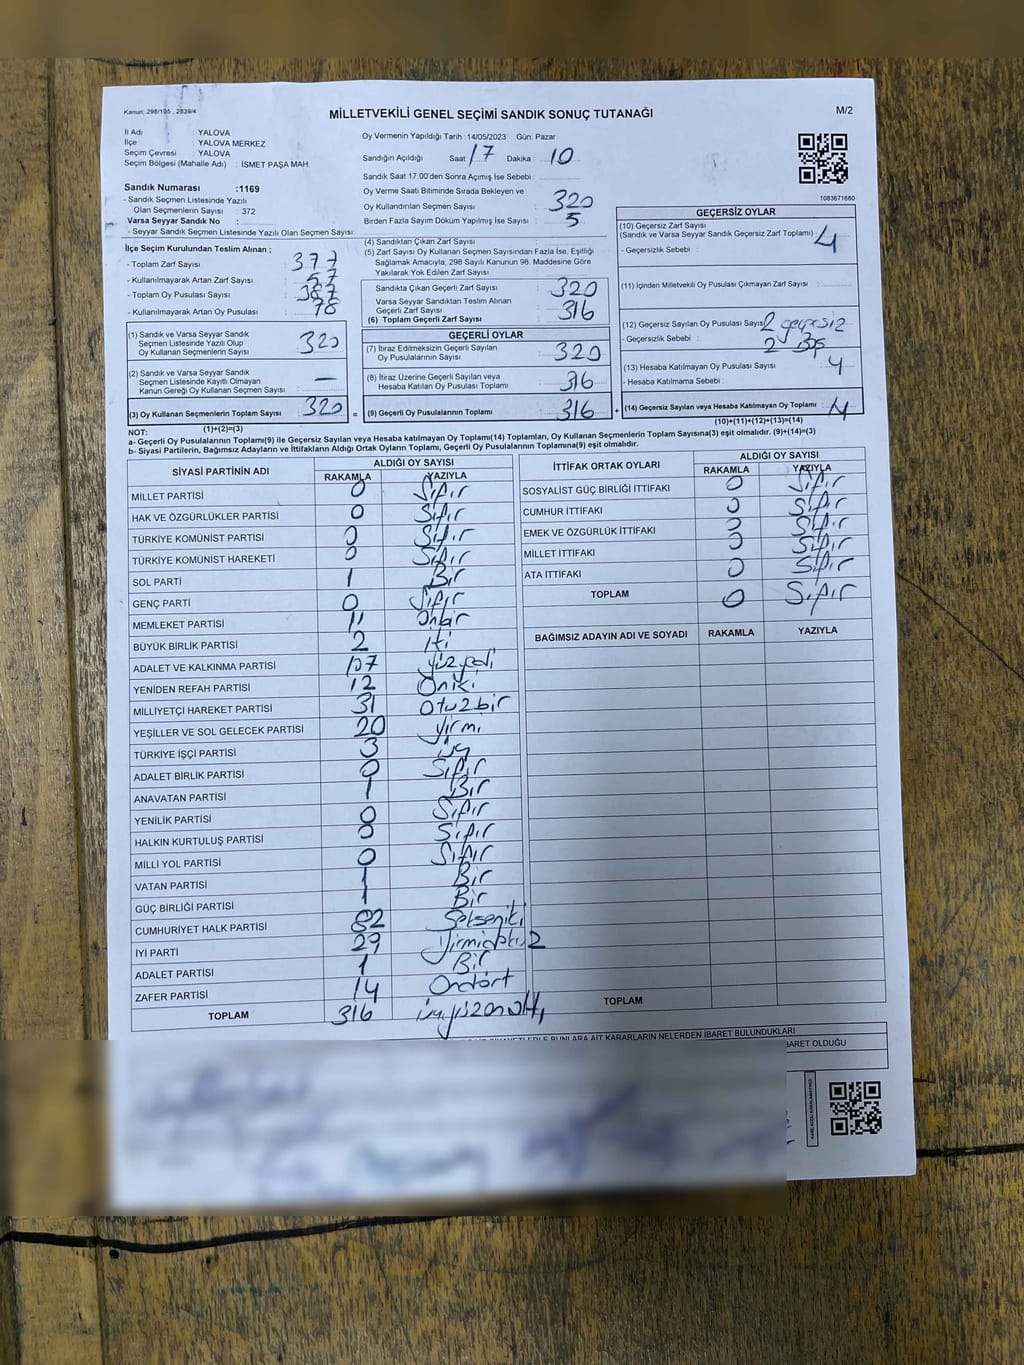 Kanun: 298/105 , 2839/4
MİLLETVEKİLİ GENEL SEÇİMİ SANDIK SONUÇ TUTANAĞI
M/2
İl Adı : YALOVA
İlçe : YALOVA MERKEZ
Seçim Çevresi : YALOVA
Seçim Bölgesi (Mahalle Adı) : İSMET PAŞA MAH.
Sandık Numarası :1169
- Sandık Seçmen Listesinde Yazılı
Olan Seçmenlerin Sayısı : 372
Varsa Seyyar Sandık No :
- Seyyar Sandık Seçmen Listesinde Yazılı Olan Seçmen Sayısı:
Oy Vermenin Yapıldığı Tarih :14/05/2023 Gün: Pazar
Sandığın Açıldığı Saat 17 Dakika 10
Sandık Saat 17.00'den Sonra Açımış İse Sebebi :
Oy Verme Saati Bitiminde Sırada Bekleyen ve
Oy Kullandırılan Seçmen Sayısı 320
Birden Fazla Sayım Döküm Yapılmış İse Sayısı 5
1083671680
İlçe Seçim Kurulundan Teslim Alınan ;
- Toplam Zarf Sayısı 377
- Kullanılmayarak Artan Zarf Sayısı : 57
- Toplam Oy Pusulası Sayısı 387
- Kullanılmayarak Artan Oy Pusulası 78
(1) Sandık ve Varsa Seyyar Sandık
Seçmen Listesinde Yazılı Olup
Oy Kullanan Seçmenlerin Sayısı 320
(2) Sandık ve Varsa Seyyar Sandık
Seçmen Listesinde Kayıtlı Olmayan
Kanun Gereği Oy Kullanan Seçmen Sayısı : —
(3) Oy Kullanan Seçmenlerin Toplam Sayısı 320
(1)+(2)=(3)
(4) Sandıktan Çıkan Zarf Sayısı :
(5) Zarf Sayısı Oy Kullanan Seçmen Sayısından Fazla İse, Eşitliği
Sağlamak Amacıyla, 298 Sayılı Kanunun 98. Maddesine Göre
Yakılarak Yok Edilen Zarf Sayısı
Sandıkta Çıkan Geçerli Zarf Sayısı 320
Varsa Seyyar Sandıktan Teslim Alınan
Geçerli Zarf Sayısı 316
(6) Toplam Geçerli Zarf Sayısı
GEÇERLİ OYLAR
(7) İtiraz Edilmeksizin Geçerli Sayılan
Oy Pusulalarının Sayısı 320
(8) İtiraz Üzerine Geçerli Sayılan veya
Hesaba Katılan Oy Pusulası Toplamı 316
= (9) Geçerli Oy Pusulalarının Toplamı 316
GEÇERSİZ OYLAR
(10) Geçersiz Zarf Sayısı
(Sandık ve Varsa Seyyar Sandık Geçersiz Zarf Toplamı) 4
- Geçersizlik Sebebi :
(11) İçinden Milletvekili Oy Pusulası Çıkmayan Zarf Sayısı :
(12) Geçersiz Sayılan Oy Pusulası Sayısı 2 geçersiz
- Geçersizlik Sebebi : 2 Boş
(13) Hesaba Katılmayan Oy Pusulası Sayısı 4
- Hesaba Katılmama Sebebi :
+ (14) Geçersiz Sayılan veya Hesaba Katılmayan Oy Toplamı 4
(10)+(11)+(12)+(13)=(14)
NOT:
a- Geçerli Oy Pusulalarının Toplamı(9) ile Geçersiz Sayılan veya Hesaba katılmayan Oy Toplamı(14) Toplamları, Oy Kullanan Seçmenlerin Toplam Sayısına(3) eşit olmalıdır. (9)+(14)=(3)
b- Siyasi Partilerin, Bağımsız Adayların ve İttifakların Aldığı Oyların Toplamı, Geçerli Oy Pusulalarının Toplamına(9) eşit olmalıdır.
SİYASİ PARTİNİN ADI ALDIĞI OY SAYISI
RAKAMLA YAZIYLA
MİLLET PARTİSİ 0 Sıfır
HAK VE ÖZGÜRLÜKLER PARTİSİ 0 Sıfır
TÜRKİYE KOMÜNİST PARTİSİ 0 Sıfır
TÜRKİYE KOMÜNİST HAREKETİ 0 Sıfır
SOL PARTİ 1 Bir
GENÇ PARTİ 0 Sıfır
MEMLEKET PARTİSİ 11 Onbir
BÜYÜK BİRLİK PARTİSİ 2 İki
ADALET VE KALKINMA PARTİSİ 107 Yüzyedi
YENİDEN REFAH PARTİSİ 12 Oniki
MİLLİYETÇİ HAREKET PARTİSİ 31 Otuzbir
YEŞİLLER VE SOL GELECEK PARTİSİ 20 Yirmi
TÜRKİYE İŞÇİ PARTİSİ 3 Üç
ADALET BİRLİK PARTİSİ 0 Sıfır
ANAVATAN PARTİSİ 1 Bir
YENİLİK PARTİSİ 0 Sıfır
HALKIN KURTULUŞ PARTİSİ 0 Sıfır
MİLLİ YOL PARTİSİ 0 Sıfır
VATAN PARTİSİ 1 Bir
GÜÇ BİRLİĞİ PARTİSİ 1 Bir
CUMHURİYET HALK PARTİSİ 82 Sekseniki
İYİ PARTİ 29 Yirmidokuz
ADALET PARTİSİ 1 Bir
ZAFER PARTİSİ 14 Ondört
TOPLAM 316 üçyüzonaltı
İTTİFAK ORTAK OYLARI ALDIĞI OY SAYISI
RAKAMLA YAZIYLA
SOSYALİST GÜÇ BİRLİĞİ İTTİFAKI 0 Sıfır
CUMHUR İTTİFAKI 0 Sıfır
EMEK VE ÖZGÜRLÜK İTTİFAKI 0 Sıfır
MİLLET İTTİFAKI 0 Sıfır
ATA İTTİFAKI 0 Sıfır
TOPLAM 0 Sıfır
BAĞIMSIZ ADAYIN ADI VE SOYADI RAKAMLA YAZIYLA
TOPLAM
BUNLARA AİT KARARLARIN NELERDEN İBARET BULUNDUKLARI
İBARET OLDUĞU